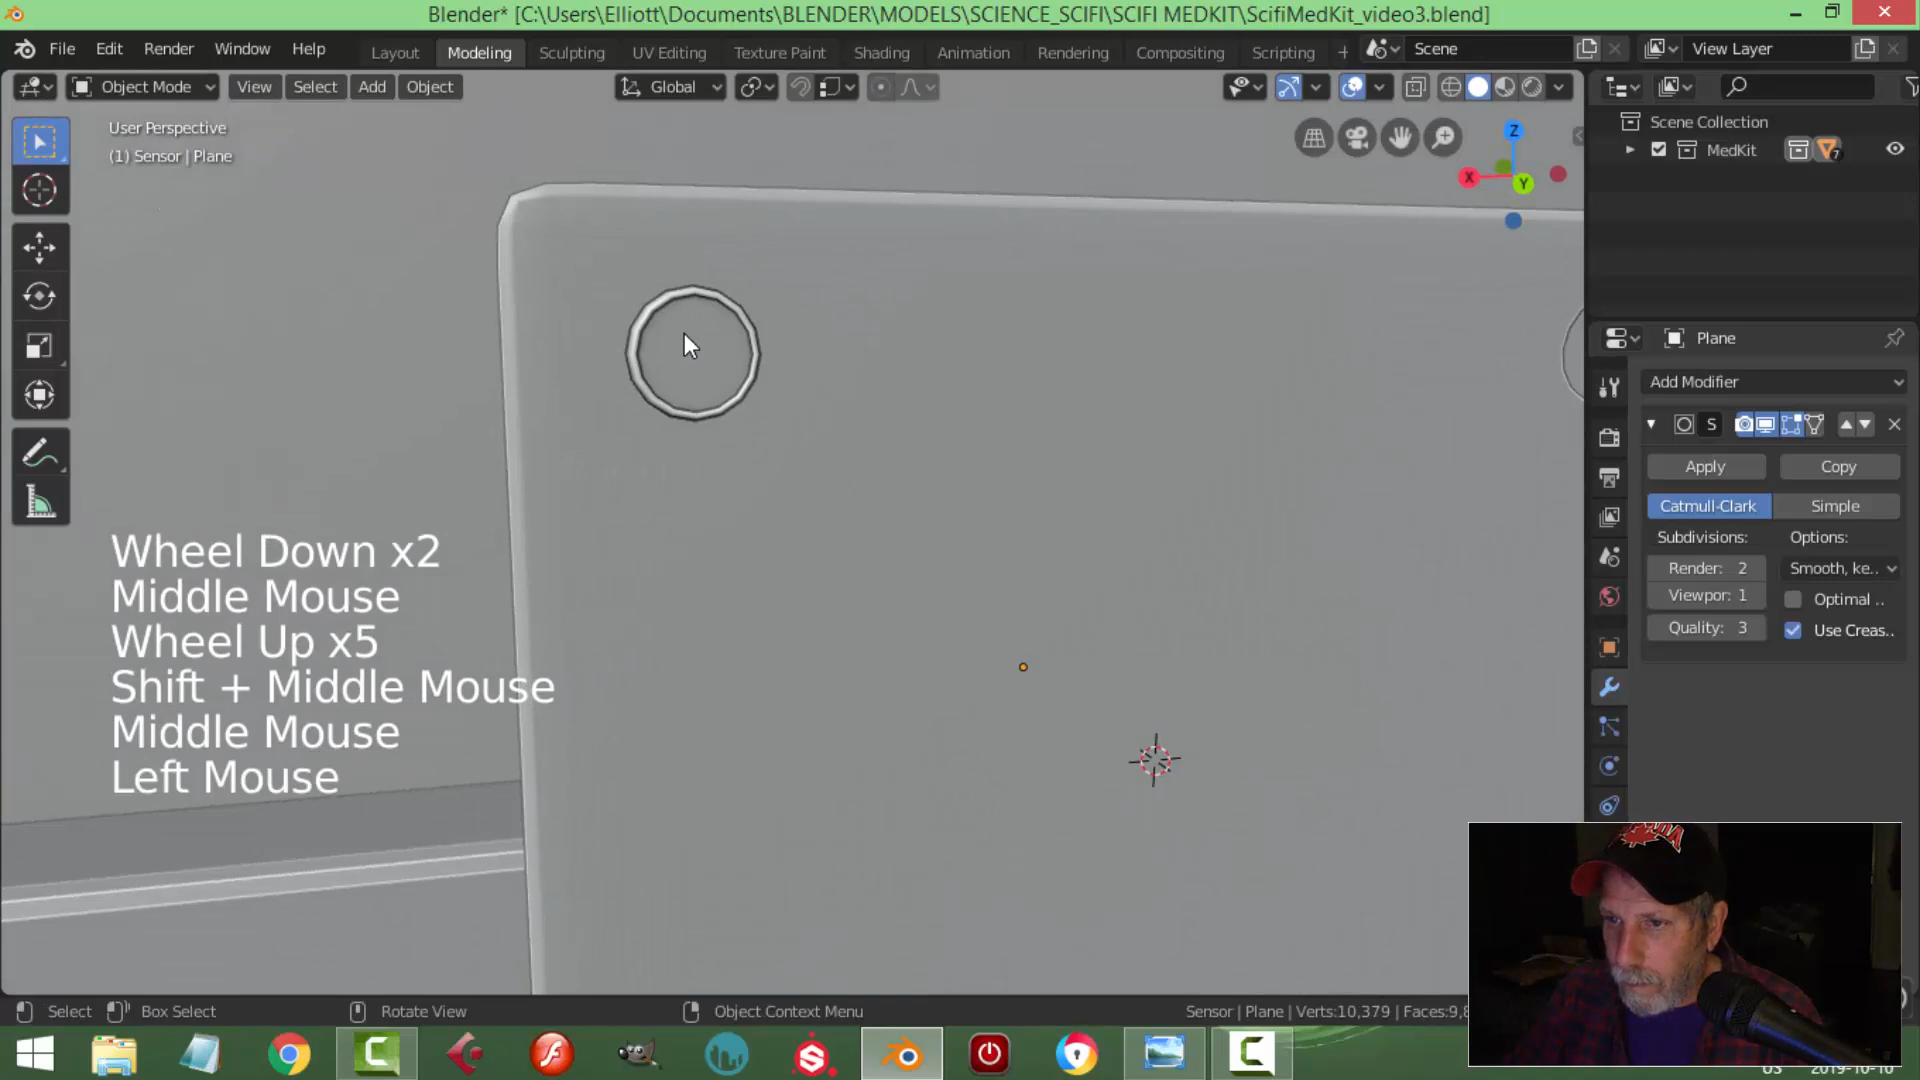 Blender* [C:\Users\Elliott\Documents\BLENDER\MODELS\SCIENCE_SCIFI\SCIFI MEDKIT\ScifiMedKit_video3.blend]
File Edit Render Window Help
Layout Modeling Sculpting UV Editing Texture Paint Shading Animation Rendering Compositing Scripting
Scene
View Layer
Object Mode View Select Add Object
Global
User Perspective
(1) Sensor | Plane
Z
X
Y
Scene Collection
MedKit
7
Plane
Add Modifier
S
Apply Copy
Catmull-Clark Simple
Subdivisions: Options:
Render: 2 Smooth, ke..
Viewpor: 1 Optimal ..
Quality: 3 Use Creas..
Wheel Down x2
Middle Mouse
Wheel Up x5
Shift + Middle Mouse
Middle Mouse
Left Mouse
Select Box Select Rotate View Object Context Menu
Sensor | Plane | Verts:10,379 | Faces:9,8
US 2019-10-10